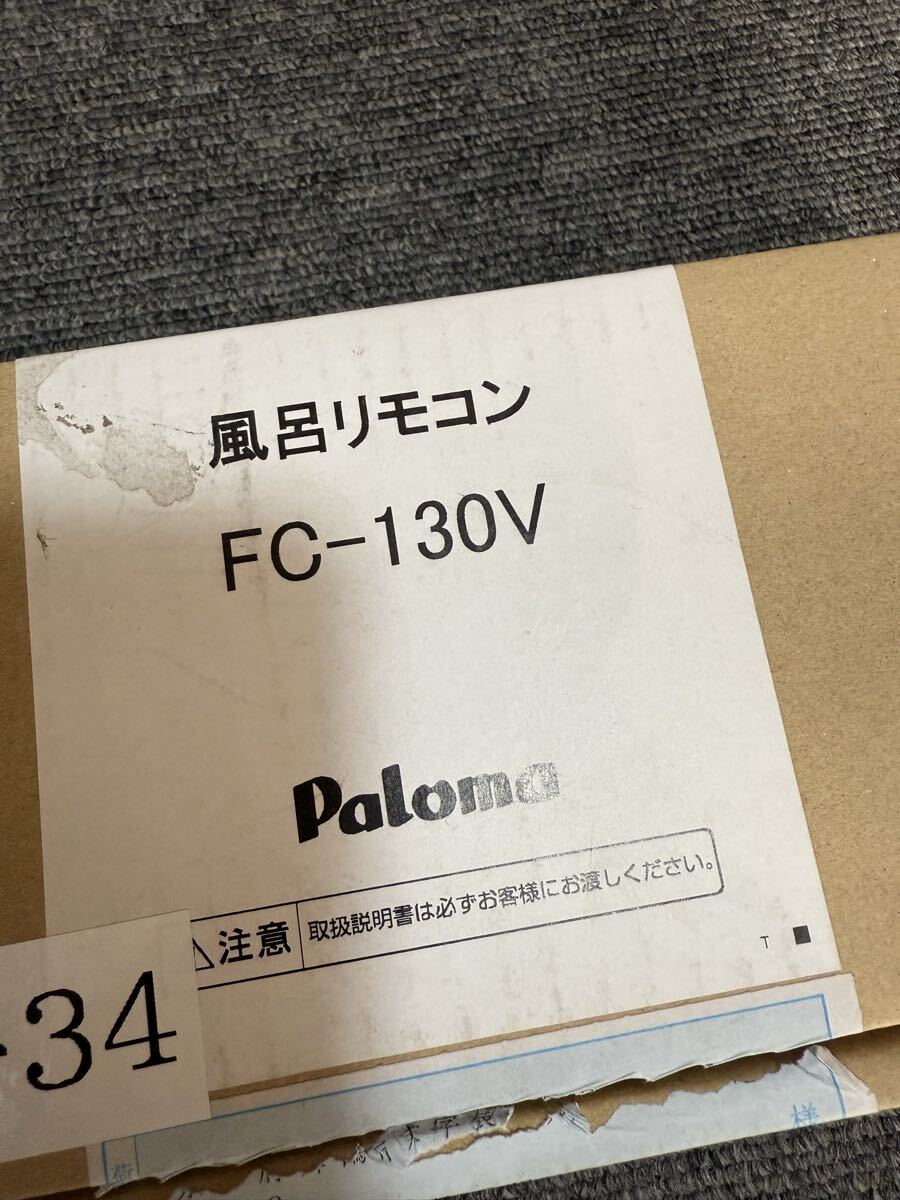 風呂リモコン
FC-130V
Paloma
⚠注意 取扱説明書は必ずお客様にお渡しください。
T ■
34
様